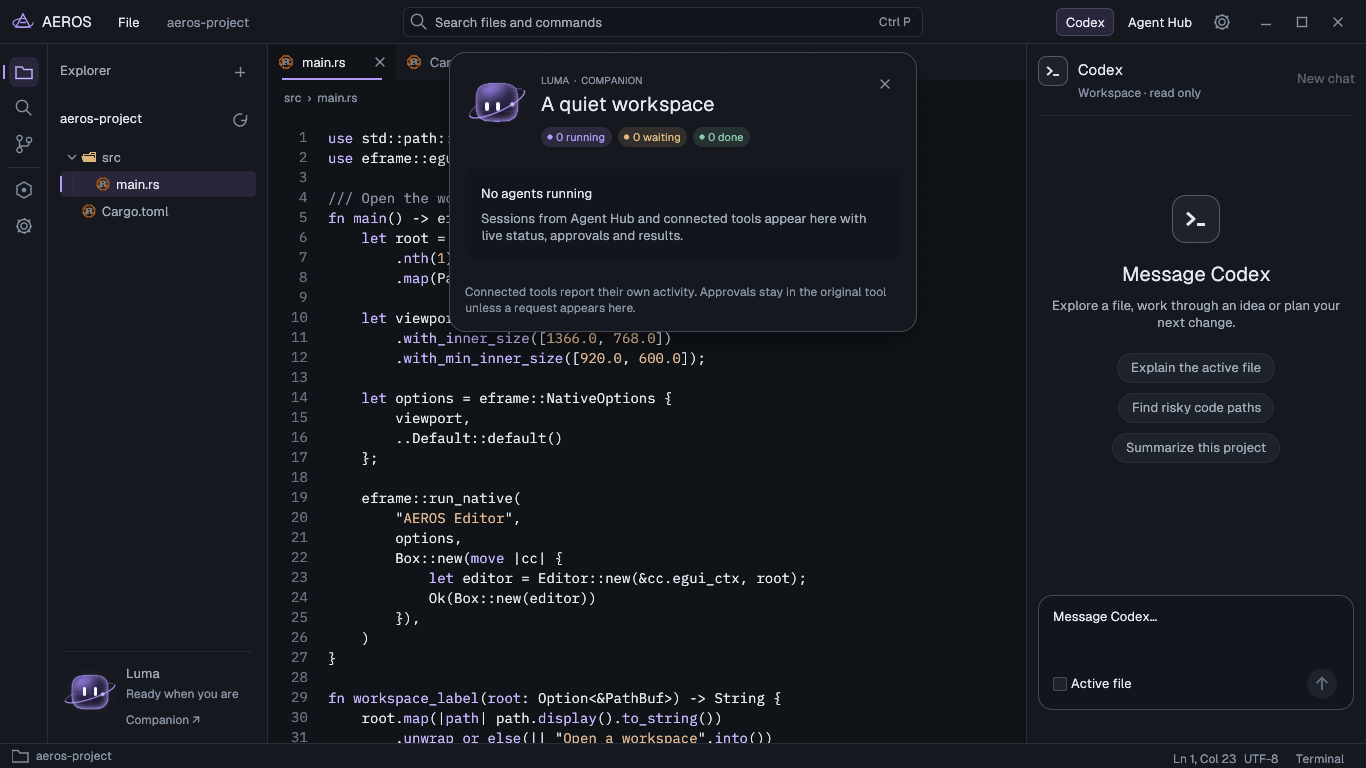 AEROS File aeros-project Search files and commands Ctrl P Codex Agent Hub
Explorer +
aeros-project
src
main.rs
Cargo.toml
Luma
Ready when you are
Companion ↗
main.rs
src › main.rs
1 use std::path::
2 use eframe::egu
3
4 /// Open the wo
5 fn main() -> ef
6 let root =
7 .nth(1)
8 .map(Pa
9
10 let viewpor
11 .with_inner_size([1366.0, 768.0])
12 .with_min_inner_size([920.0, 600.0]);
13
14 let options = eframe::NativeOptions {
15 viewport,
16 ..Default::default()
17 };
18
19 eframe::run_native(
20 "AEROS Editor",
21 options,
22 Box::new(move |cc| {
23 let editor = Editor::new(&cc.egui_ctx, root);
24 Ok(Box::new(editor))
25 }),
26 )
27 }
28
29 fn workspace_label(root: Option<&PathBuf>) -> String {
30 root.map(|path| path.display().to_string())
31 .unwrap_or_else(|| "Open a workspace".into())
LUMA · COMPANION
A quiet workspace
0 running 0 waiting 0 done
No agents running
Sessions from Agent Hub and connected tools appear here with
live status, approvals and results.
Connected tools report their own activity. Approvals stay in the original tool
unless a request appears here.
Codex
Workspace · read only
New chat
Message Codex
Explore a file, work through an idea or plan your
next change.
Explain the active file
Find risky code paths
Summarize this project
Message Codex…
Active file
aeros-project Ln 1, Col 23 UTF-8 Terminal